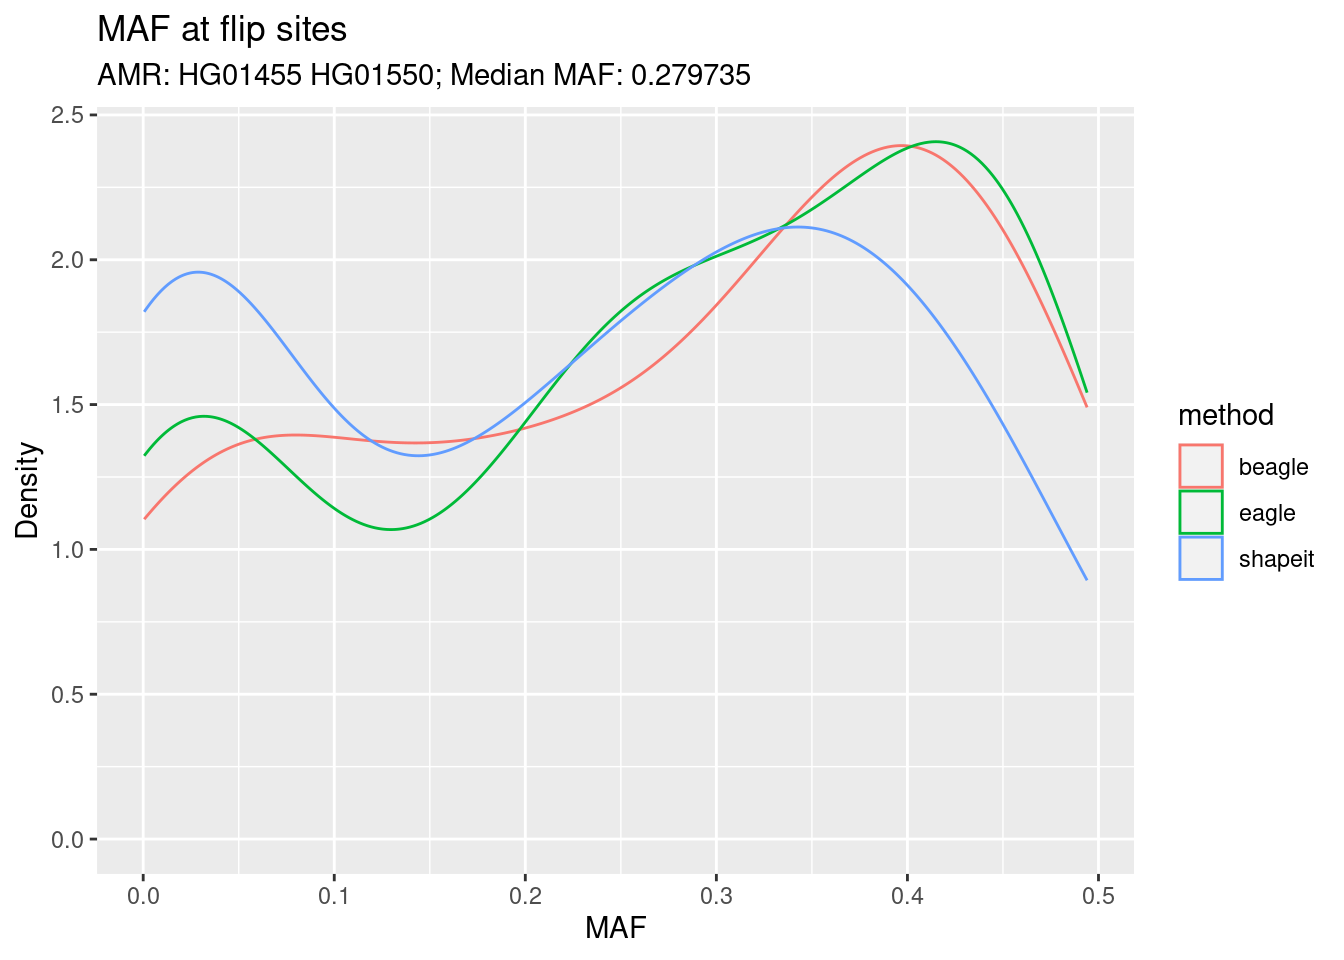 MAF at flip sites
AMR: HG01455 HG01550; Median MAF: 0.279735
2.5
2.0
1.5
1.0
0.5
0.0
Density
0.0 0.1 0.2 0.3 0.4 0.5
MAF
method
beagle
eagle
shapeit